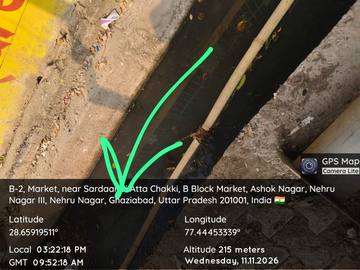 GPS Map
Camera Lite
B-2, Market, near Sardaar Atta Chakki, B Block Market, Ashok Nagar, Nehru
Nagar III, Nehru Nagar, Ghaziabad, Uttar Pradesh 201001, India
Latitude
Longitude
28.65919511°
77.44453339°
Local 03:22:18 PM
Altitude 215 meters
GMT 09:52:18 AM
Wednesday, 11.11.2026